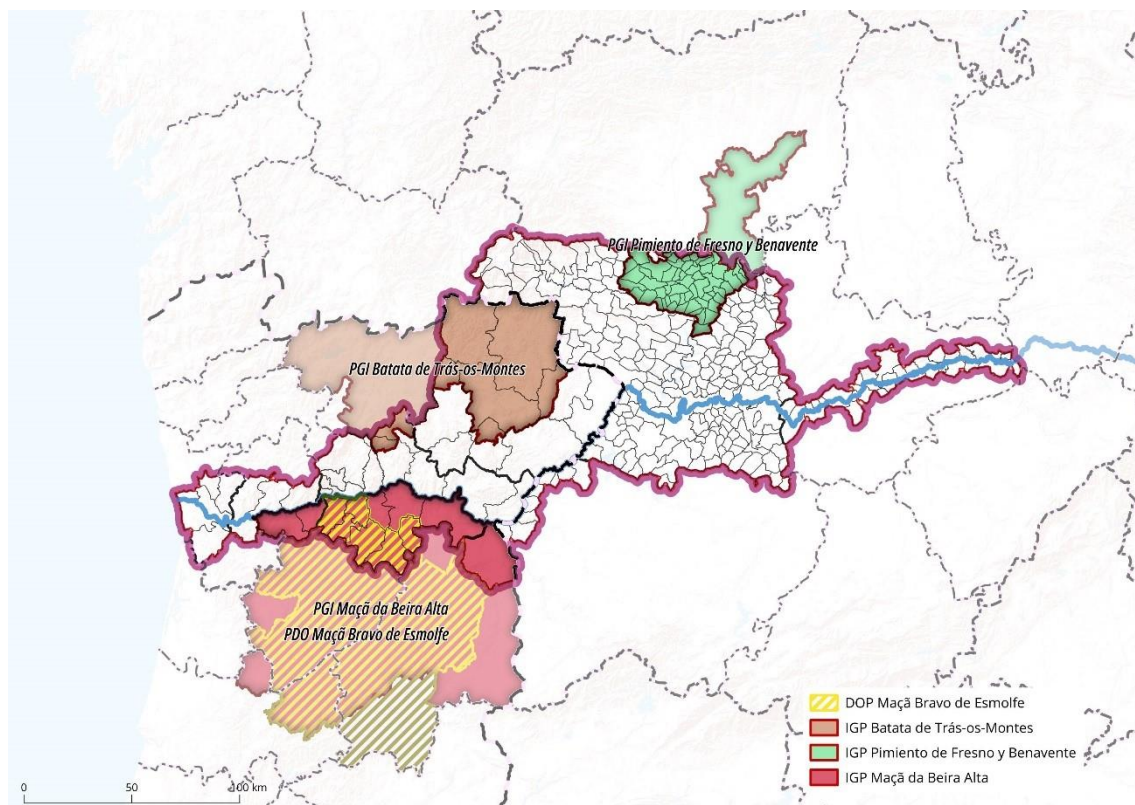 PGI Pimiento de Fresno y Benavente
PGI Batata de Trás-os-Montes
PGI Maçã da Beira Alta
PDO Maçã Bravo de Esmolfe
DOP Maçã Bravo de Esmolfe
IGP Batata de Trás-os-Montes
IGP Pimiento de Fresno y Benavente
IGP Maçã da Beira Alta
0 50 100 km